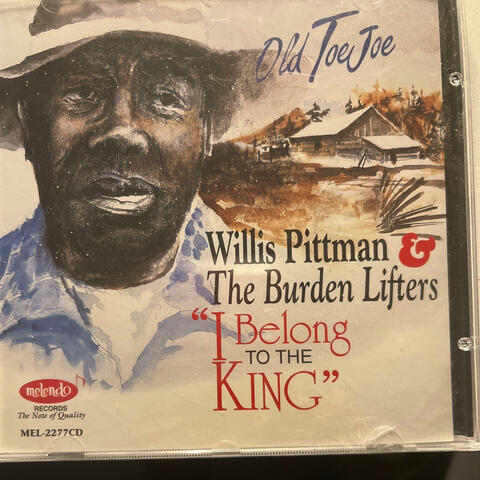 Old Toe Joe
Willis Pittman &
The Burden Lifters
"I Belong
TO THE
KING"
melendo
RECORDS
The Note of Quality
MEL-2277CD